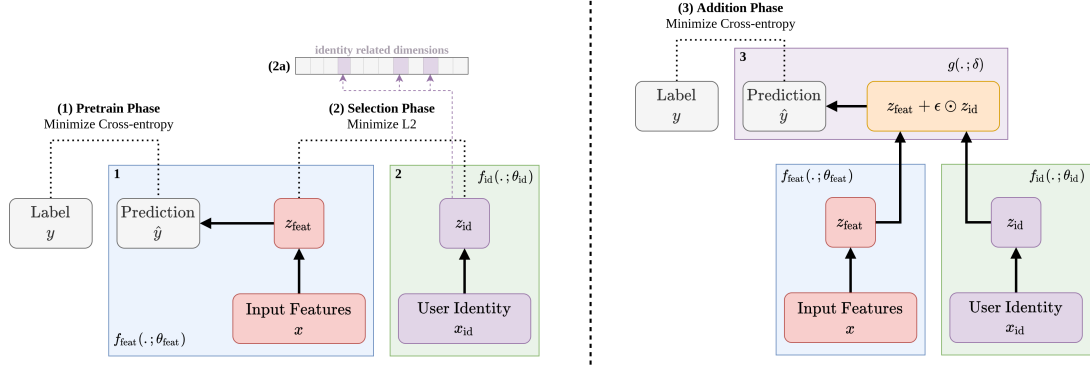 identity related dimensions
(2a)
(1) Pretrain Phase
Minimize Cross-entropy
(2) Selection Phase
Minimize L2
1
2
f_id(. ; θ_id)
Label
y
Prediction
ŷ
z_feat
z_id
Input Features
x
User Identity
x_id
f_feat(. ; θ_feat)
(3) Addition Phase
Minimize Cross-entropy
3
g(. ; δ)
Label
y
Prediction
ŷ
z_feat + ϵ ⊙ z_id
f_feat(. ; θ_feat)
f_id(. ; θ_id)
z_feat
z_id
Input Features
x
User Identity
x_id